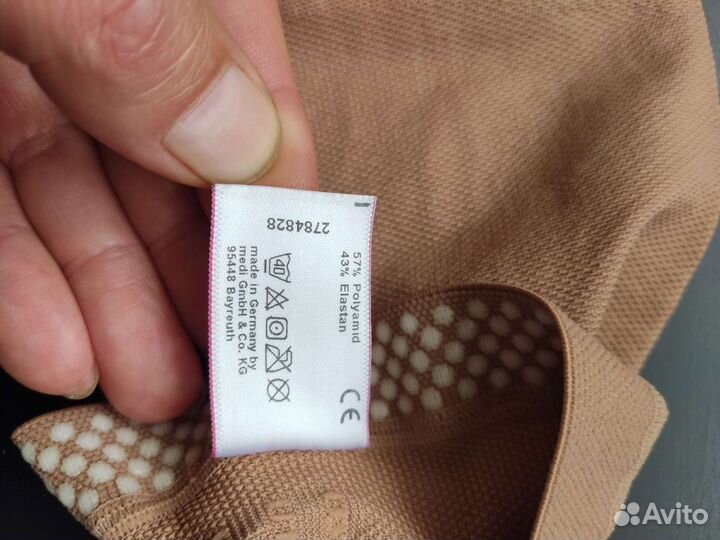 57% Polyamid
43% Elastan
2784828
40
made in Germany by
medi GmbH & Co. KG
95448 Bayreuth
CE
Avito